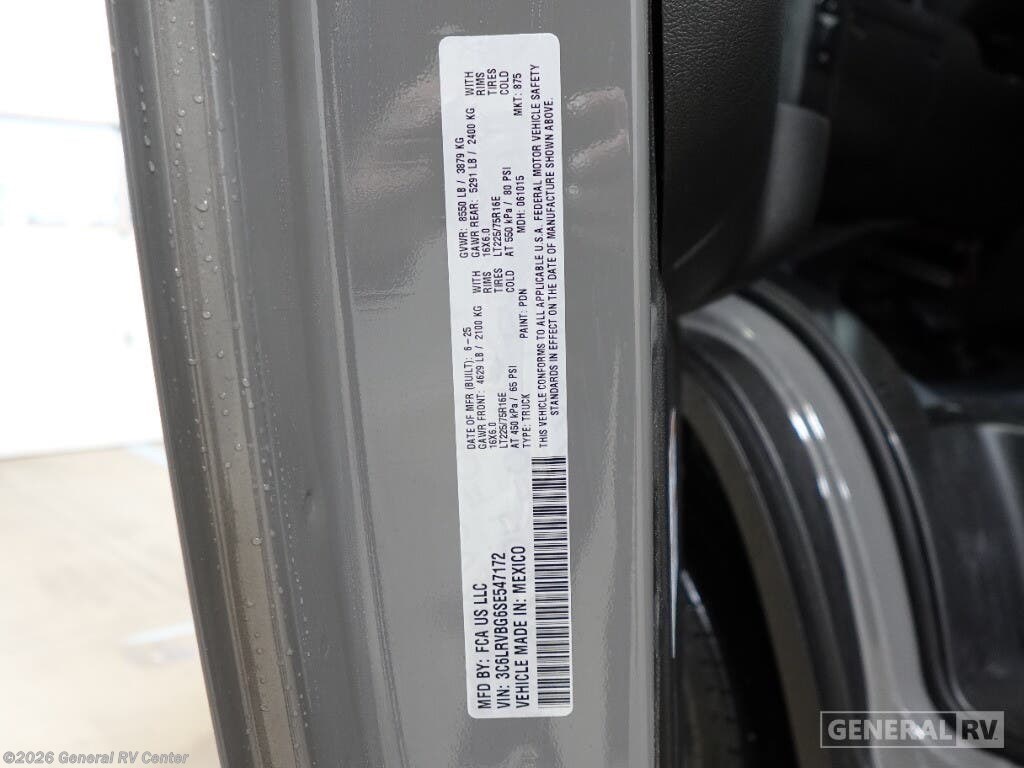 MFD BY: FCA US LLC
VIN: 3C6LRVBG6SE547172
VEHICLE MADE IN: MEXICO
DATE OF MFR (BUILT): 6-25
GVWR: 8550 LB / 3879 KG
GAWR FRONT: 4629 LB / 2100 KG WITH
GAWR REAR: 5291 LB / 2400 KG WITH
16X6.0 RIMS
16X6.0 RIMS
LT225/75R16E TIRES
LT225/75R16E TIRES
AT 450 kPa / 65 PSI COLD
AT 550 kPa / 80 PSI COLD
TYPE: TRUCK PAINT: PDN MDH: 061015 MKT: 875
THIS VEHICLE CONFORMS TO ALL APPLICABLE U.S.A. FEDERAL MOTOR VEHICLE SAFETY
STANDARDS IN EFFECT ON THE DATE OF MANUFACTURE SHOWN ABOVE.
GENERAL RV
©2026 General RV Center